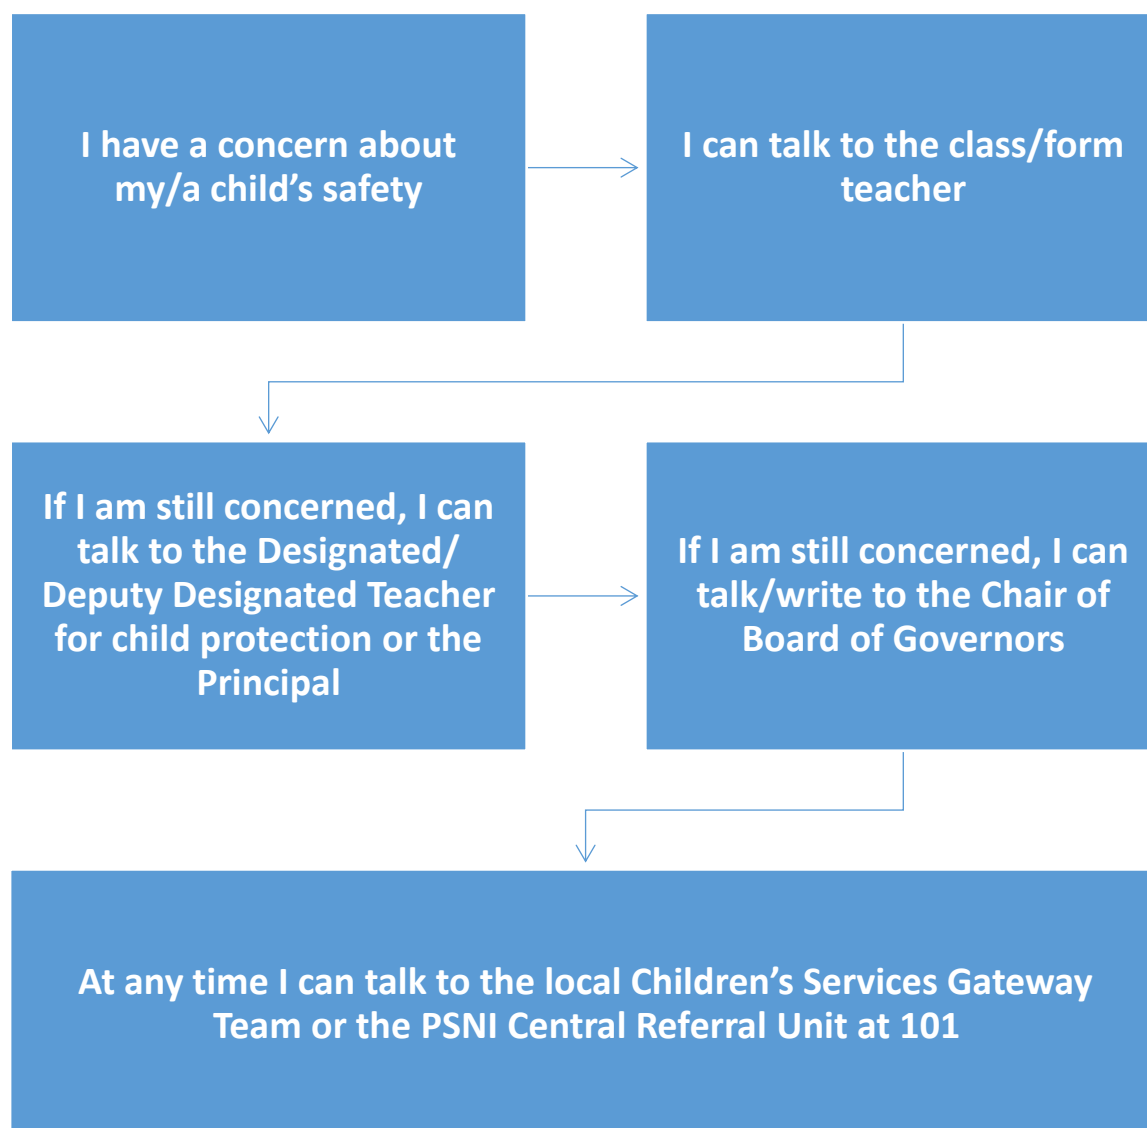 I have a concern about
my/a child’s safety
I can talk to the class/form
teacher
If I am still concerned, I can
talk to the Designated/
Deputy Designated Teacher
for child protection or the
Principal
If I am still concerned, I can
talk/write to the Chair of
Board of Governors
At any time I can talk to the local Children’s Services Gateway
Team or the PSNI Central Referral Unit at 101